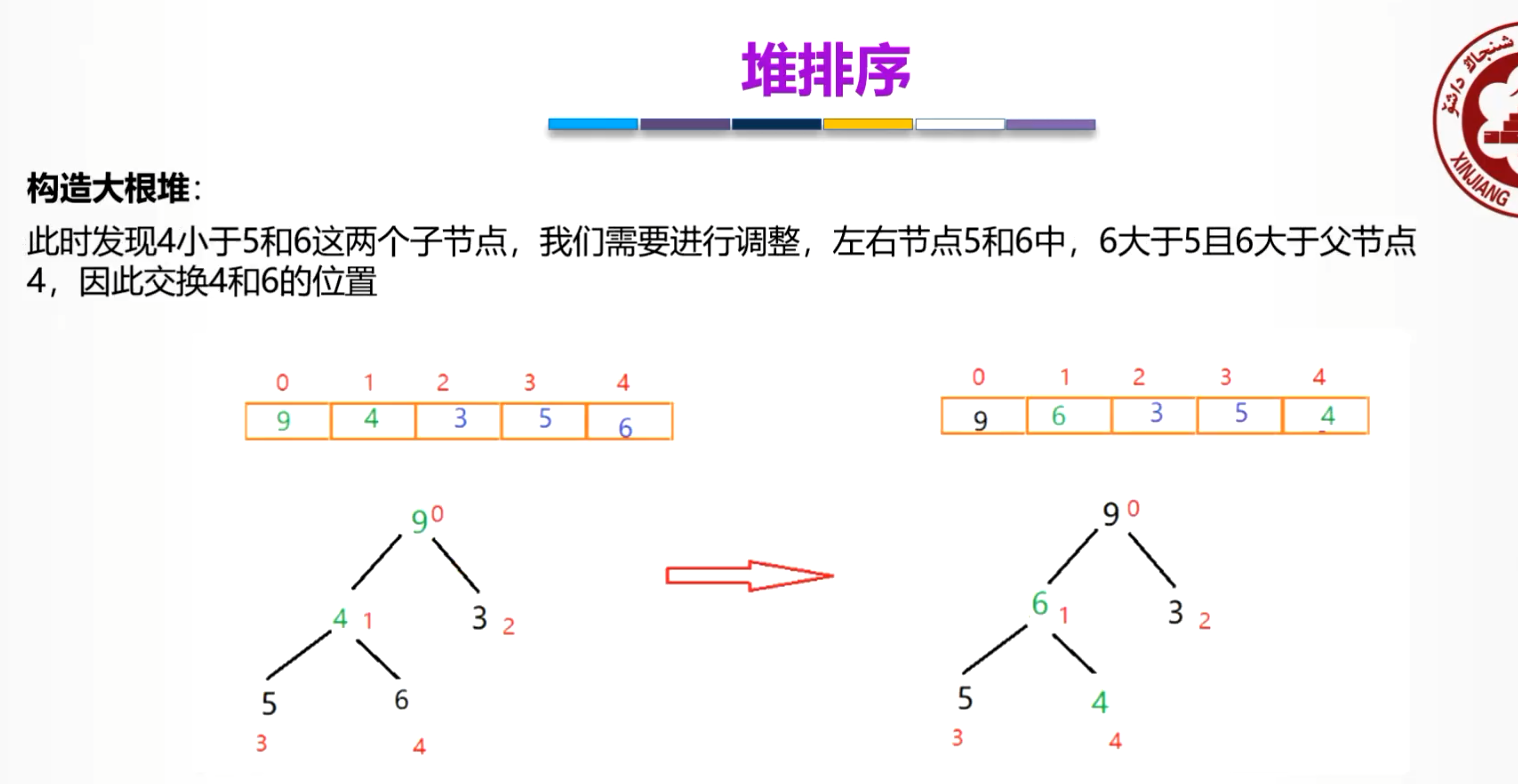 堆排序
شىنجاڭ داشۆ
XINJIANG
构造大根堆：
此时发现4小于5和6这两个子节点，我们需要进行调整，左右节点5和6中，6大于5且6大于父节点
4，因此交换4和6的位置
0 1 2 3 4
9 4 3 5 6
0 1 2 3 4
9 6 3 5 4
9 0
4 1 3 2
5 6
3 4
9 0
6 1 3 2
5 4
3 4